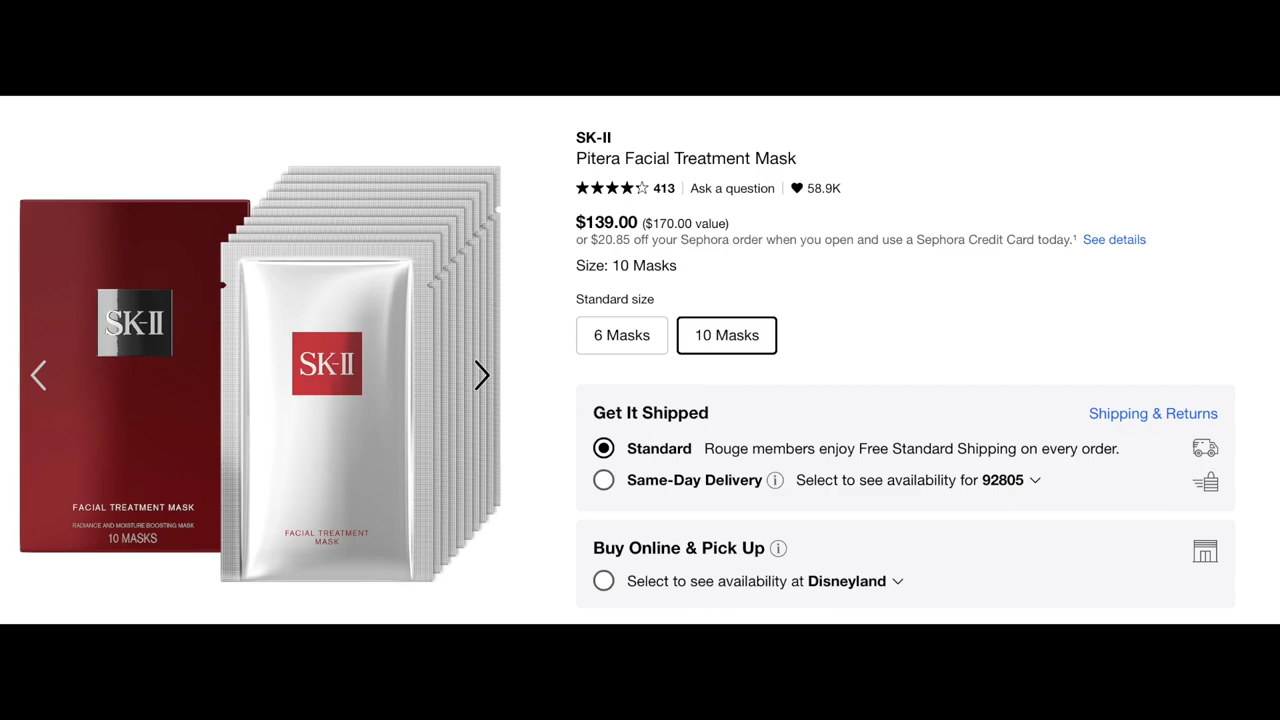 SK-II
FACIAL TREATMENT MASK
RADIANCE AND MOISTURE BOOSTING MASK
10 MASKS
SK-II
FACIAL TREATMENT
MASK
SK-II
Pitera Facial Treatment Mask
413 Ask a question 58.9K
$139.00 ($170.00 value)
or $20.85 off your Sephora order when you open and use a Sephora Credit Card today.¹ See details
Size: 10 Masks
Standard size
6 Masks 10 Masks
Get It Shipped Shipping & Returns
Standard Rouge members enjoy Free Standard Shipping on every order.
Same-Day Delivery Select to see availability for 92805
Buy Online & Pick Up
Select to see availability at Disneyland